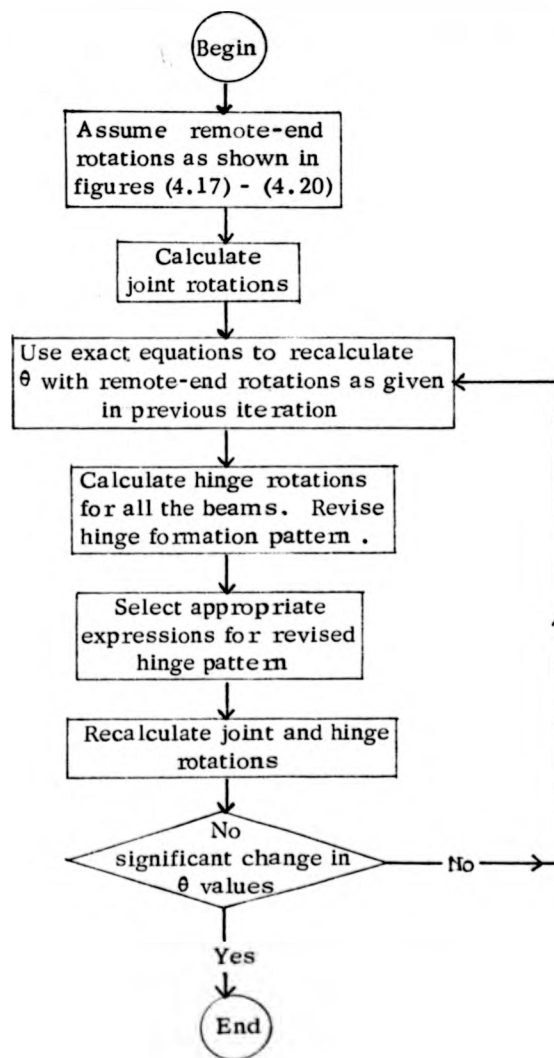 Begin
Assume remote-end
rotations as shown in
figures (4.17) - (4.20)
Calculate
joint rotations
Use exact equations to recalculate
θ with remote-end rotations as given
in previous iteration
Calculate hinge rotations
for all the beams. Revise
hinge formation pattern .
Select appropriate
expressions for revised
hinge pattern
Recalculate joint and hinge
rotations
No
significant change in
θ values
No
Yes
End